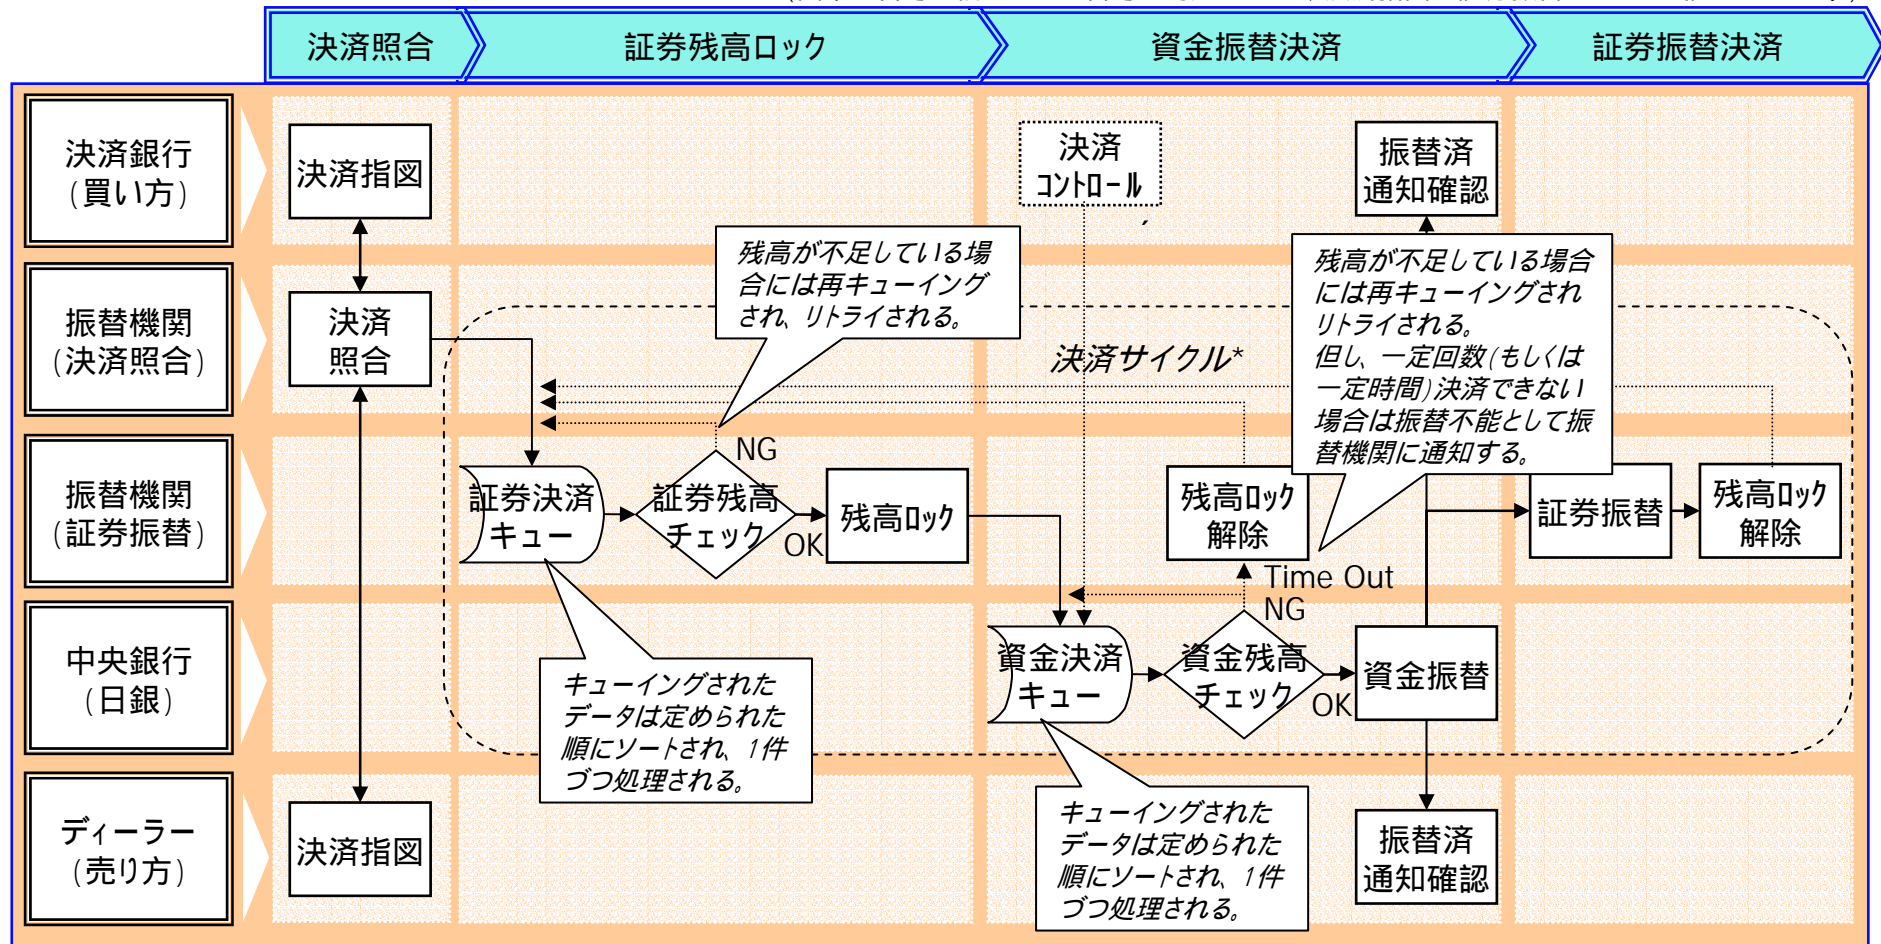 決済照合
証券残高ロック
資金振替決済
証券振替決済
決済銀行
(買い方)
決済指図
決済
コントロール
振替済
通知確認
残高が不足している場
合には再キューイング
され、リトライされる。
残高が不足している場合
には再キューイングされ
リトライされる。
但し、一定回数(もしくは
一定時間)決済できない
場合は振替不能として振
替機関に通知する。
振替機関
(決済照合)
決済
照合
決済サイクル*
振替機関
(証券振替)
証券決済
キュー
証券残高
チェック
NG
OK
残高ロック
残高ロック
解除
Time Out
NG
証券振替
残高ロック
解除
中央銀行
(日銀)
キューイングされた
データは定められた
順にソートされ、1件
づつ処理される。
資金決済
キュー
資金残高
チェック
OK
資金振替
ディーラー
(売り方)
決済指図
キューイングされた
データは定められた
順にソートされ、1件
づつ処理される。
振替済
通知確認